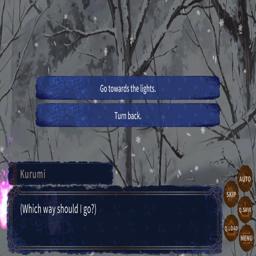 Go towards the lights.
Turn back.
Kurumi
(Which way should I go?)
AUTO
SKIP
Q.SAVE
Q.LOAD
MENU